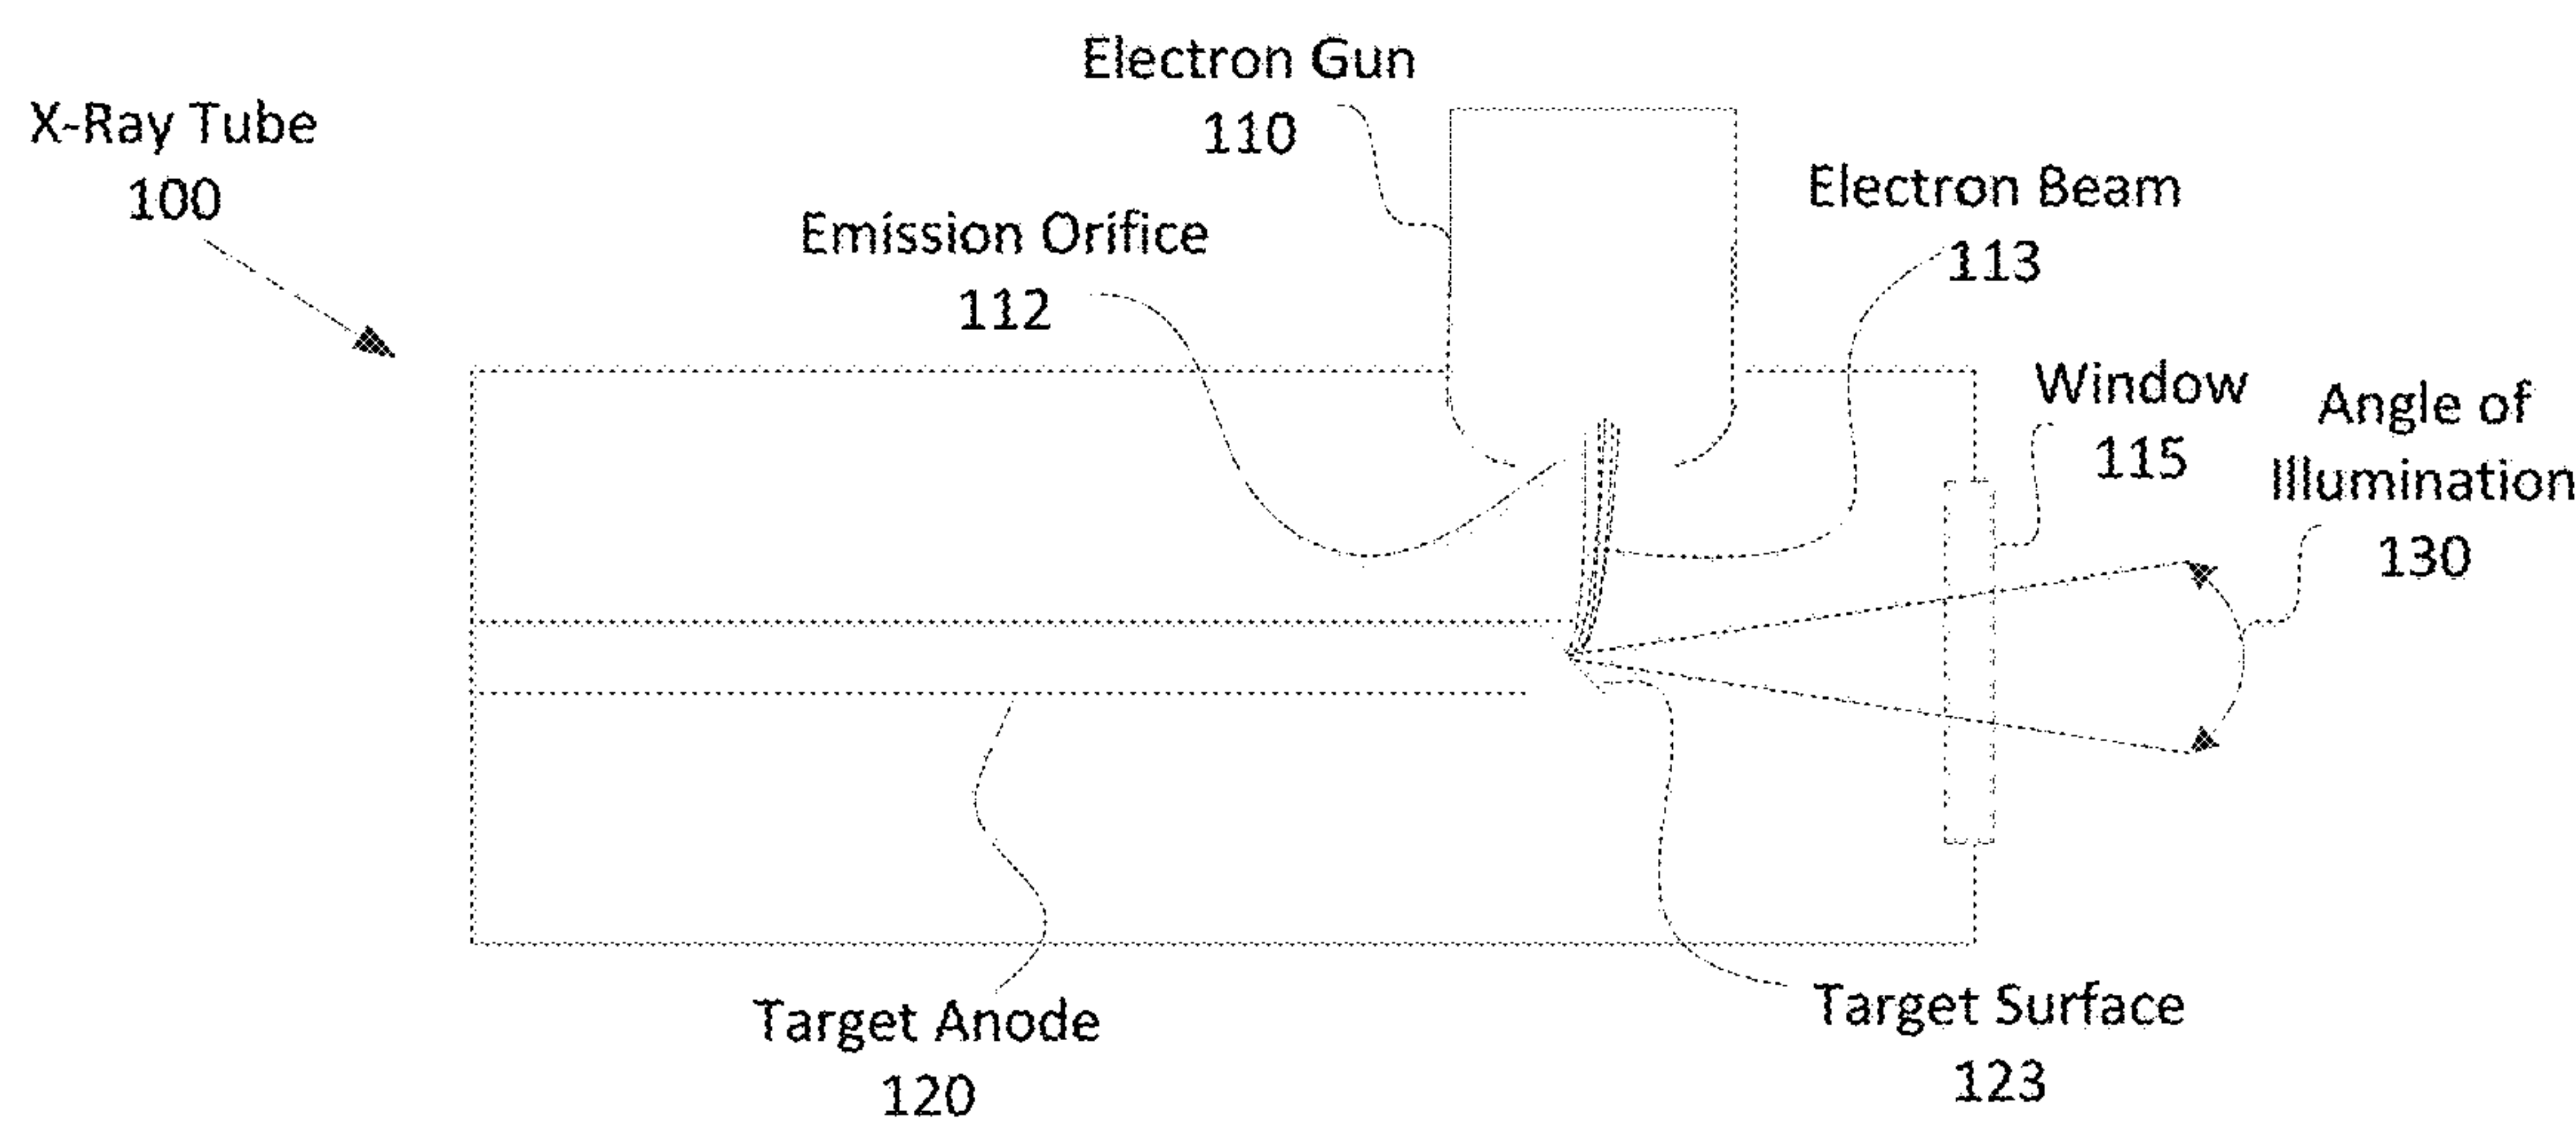 Electron Gun
110
X-Ray Tube
100
Electron Beam
113
Emission Orifice
112
Window
115
Angle of
Illumination
130
Target Anode
120
Target Surface
123